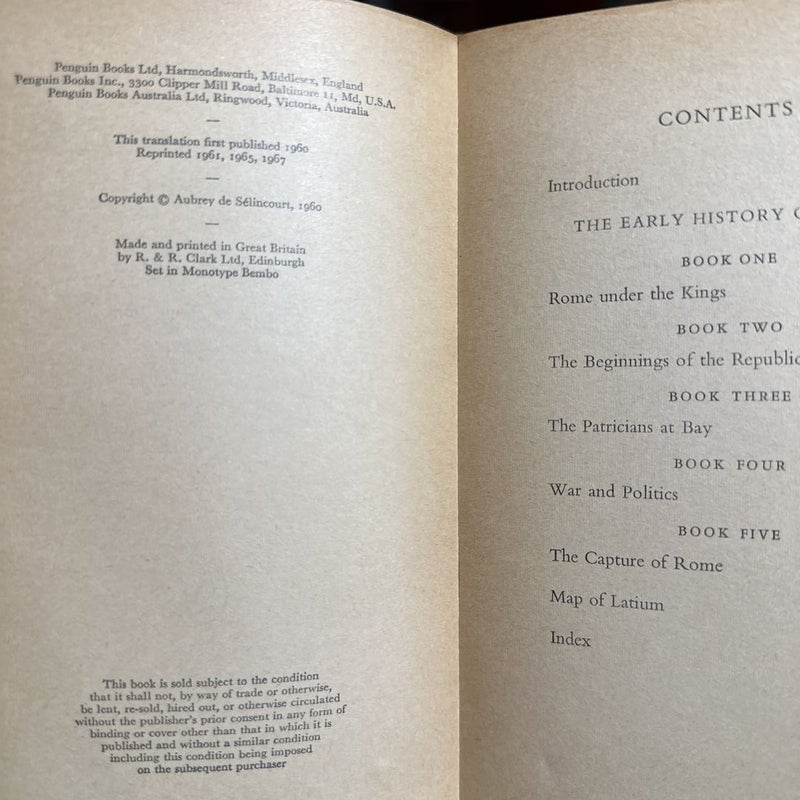 Penguin Books Ltd, Harmondsworth, Middlesex, England
Penguin Books Inc., 3300 Clipper Mill Road, Baltimore 11, Md, U.S.A.
Penguin Books Australia Ltd, Ringwood, Victoria, Australia
—
This translation first published 1960
Reprinted 1961, 1965, 1967
—
Copyright © Aubrey de Sélincourt, 1960
—
Made and printed in Great Britain
by R. & R. Clark Ltd, Edinburgh
Set in Monotype Bembo
This book is sold subject to the condition
that it shall not, by way of trade or otherwise,
be lent, re-sold, hired out, or otherwise circulated
without the publisher's prior consent in any form of
binding or cover other than that in which it is
published and without a similar condition
including this condition being imposed
on the subsequent purchaser
CONTENTS
Introduction
THE EARLY HISTORY
BOOK ONE
Rome under the Kings
BOOK TWO
The Beginnings of the Republic
BOOK THREE
The Patricians at Bay
BOOK FOUR
War and Politics
BOOK FIVE
The Capture of Rome
Map of Latium
Index